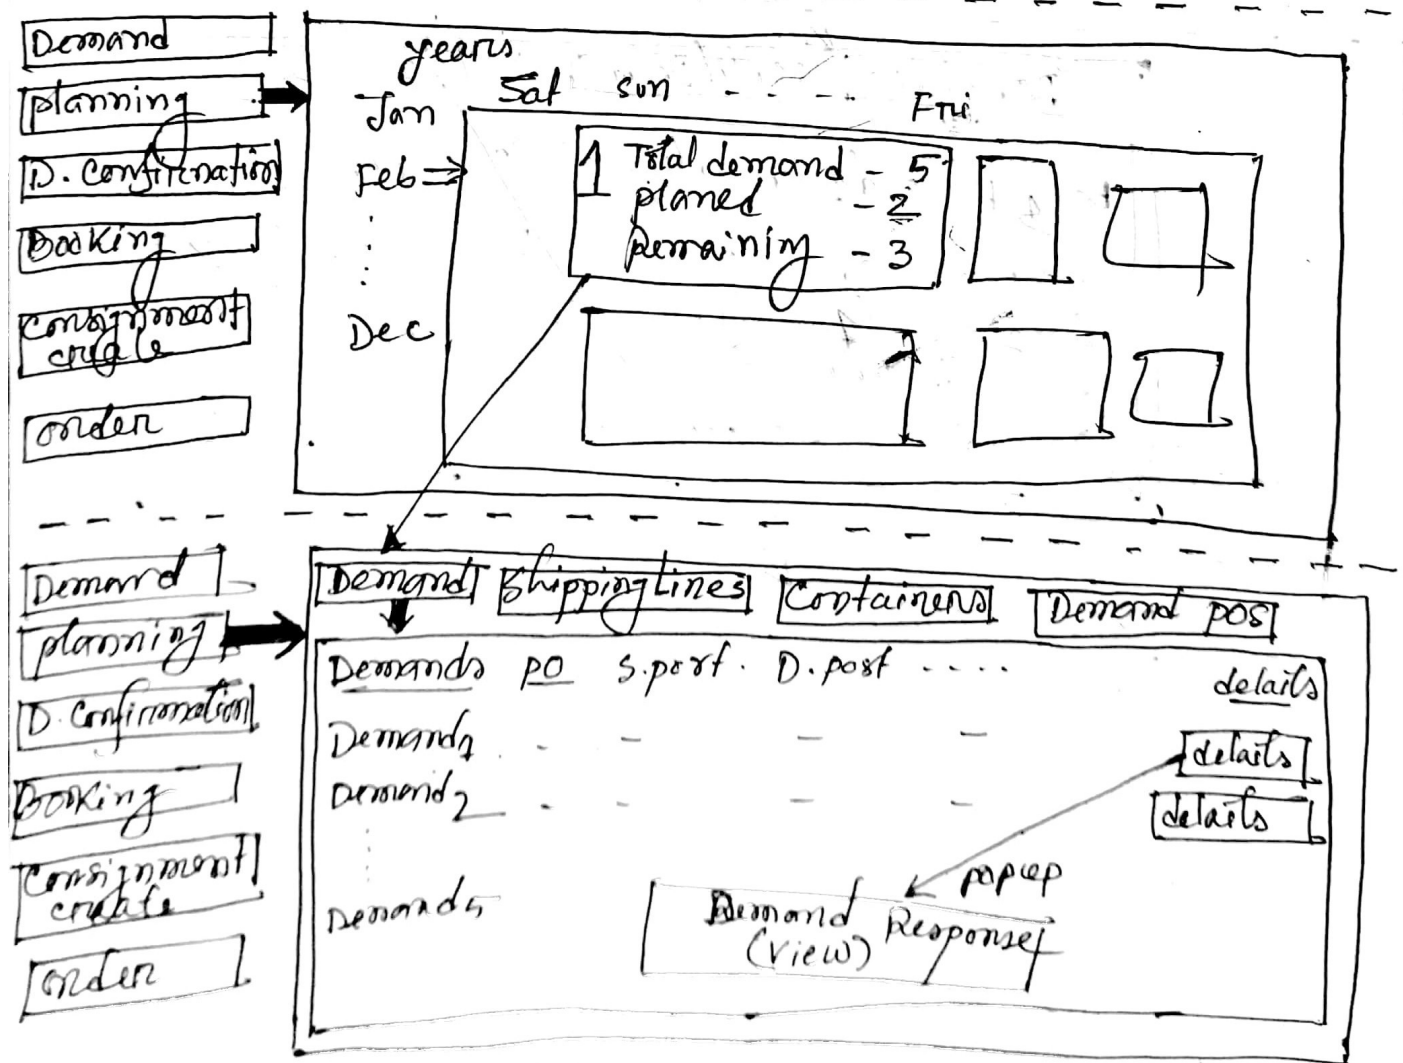 Demand
planning
D. Confirmation
Booking
Consignment
create
order
years
Jan
Feb
Dec
Sat sun - - - - Fri
1 Total demand - 5
planed - 2
Remaining - 3
Demand
planning
D. Confirmation
Booking
Consignment
create
order
Demand Shipping Lines Containers Demand POS
Demands PO S.port. D.post ..... details
Demand1 - - - - details
Demand2 - - - - details
Demand5
popup
Demand Response
(view)